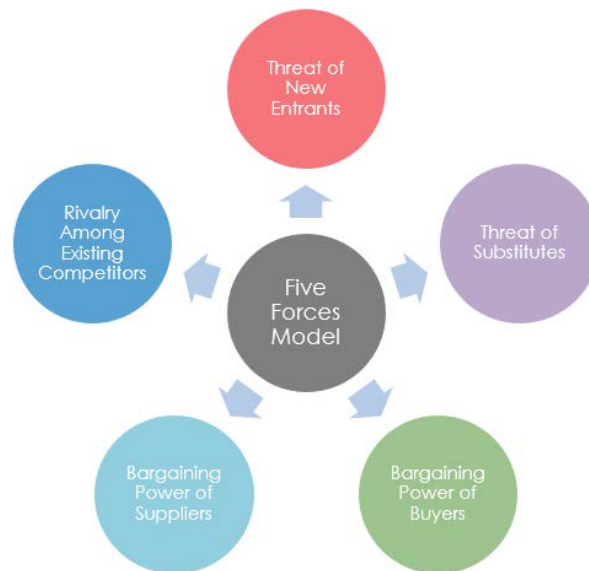 Threat of
New
Entrants
Rivalry
Among
Existing
Competitors
Threat of
Substitutes
Five
Forces
Model
Bargaining
Power of
Suppliers
Bargaining
Power of
Buyers